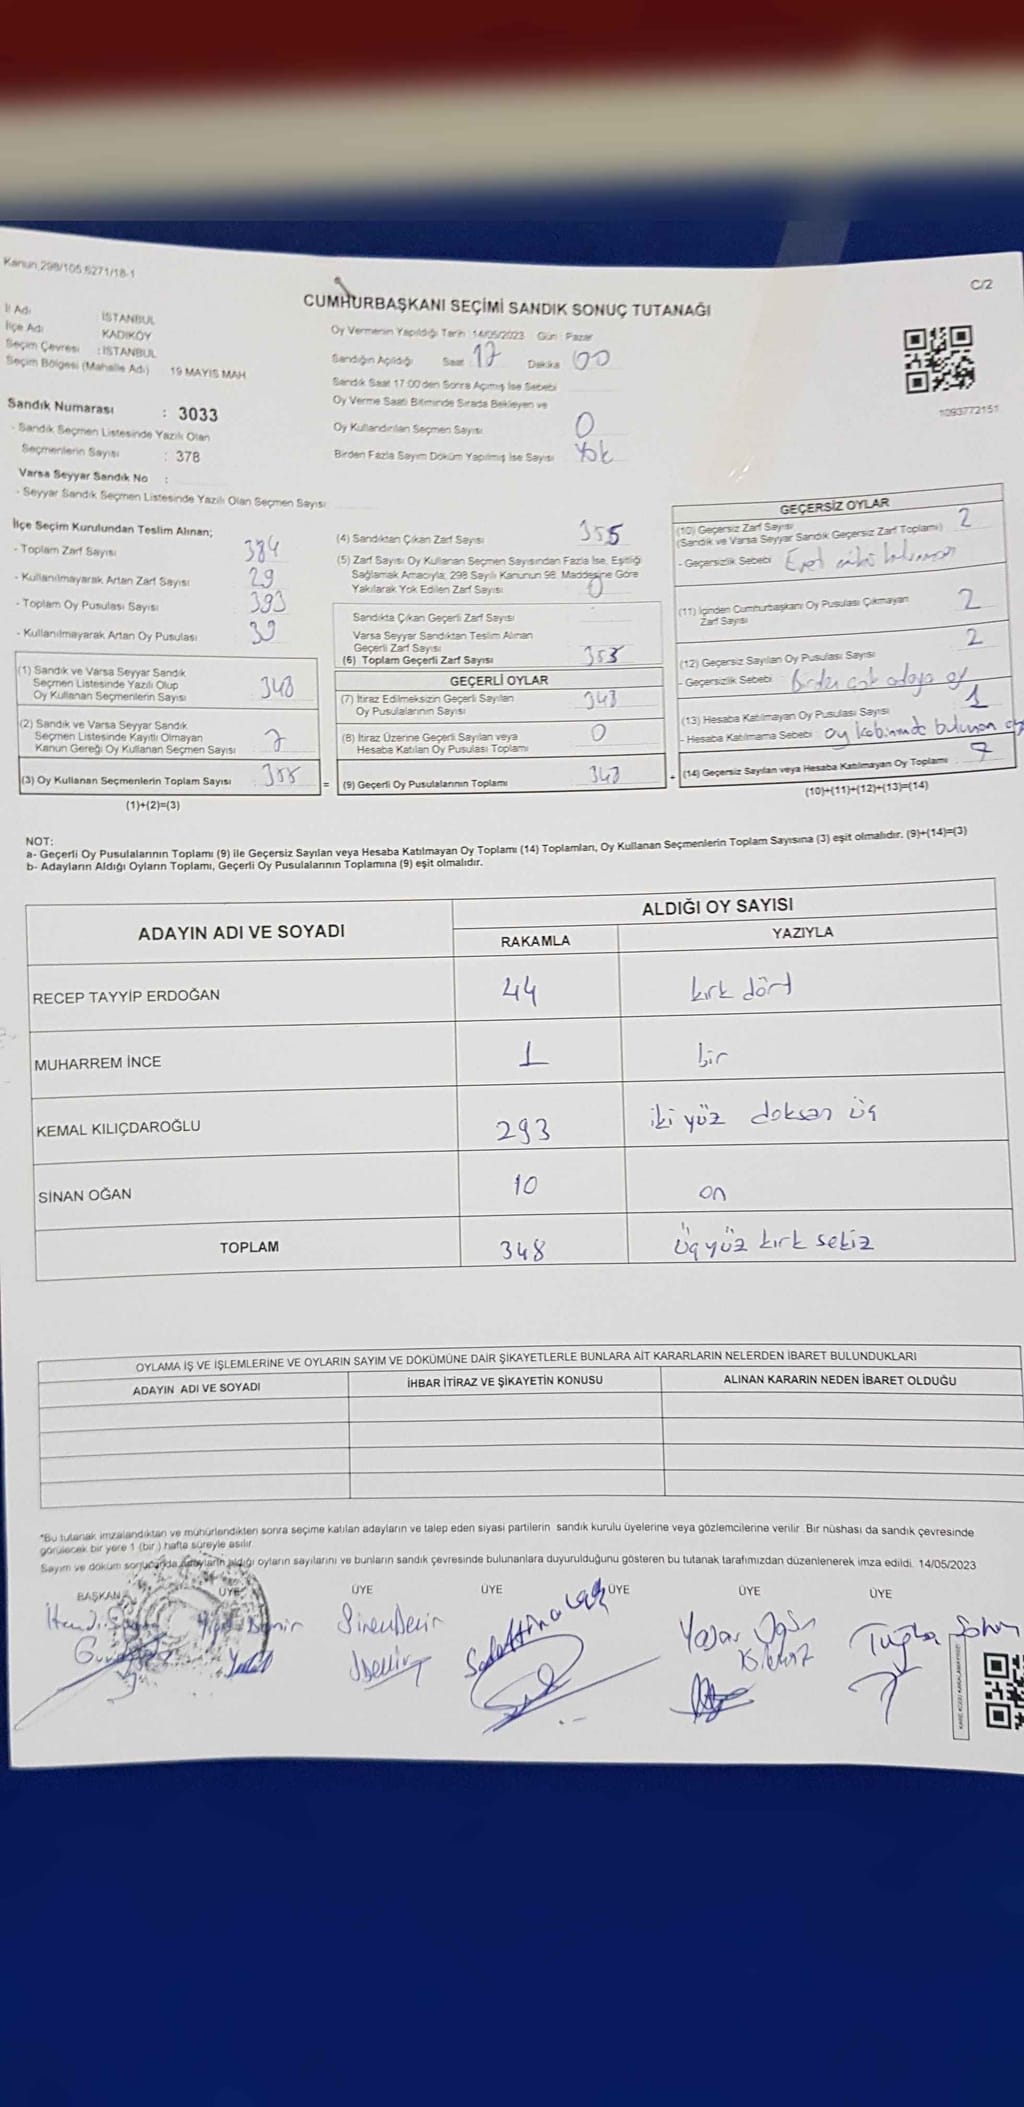 Kanun:298/105,6271/18-1
C/2
CUMHURBAŞKANI SEÇİMİ SANDIK SONUÇ TUTANAĞI
İl Adı İSTANBUL
İlçe Adı KADIKÖY
Seçim Çevresi : İSTANBUL
Seçim Bölgesi (Mahalle Adı) 19 MAYIS MAH.
Oy Vermenin Yapıldığı Tarih 14/05/2023 Gün : Pazar
Sandığın Açıldığı Saat 17 Dakika 00
Sandık Saat 17:00'den Sonra Açılmış İse Sebebi
Oy Verme Saati Bitiminde Sırada Bekleyen ve
Oy Kullandırılan Seçmen Sayısı 0
Birden Fazla Sayım Döküm Yapılmış İse Sayısı Yok
1093772151
Sandık Numarası : 3033
- Sandık Seçmen Listesinde Yazılı Olan
Seçmenlerin Sayısı : 378
Varsa Seyyar Sandık No :
- Seyyar Sandık Seçmen Listesinde Yazılı Olan Seçmen Sayısı
İlçe Seçim Kurulundan Teslim Alınan;
- Toplam Zarf Sayısı 384
- Kullanılmayarak Artan Zarf Sayısı 29
- Toplam Oy Pusulası Sayısı 393
- Kullanılmayarak Artan Oy Pusulası
(1) Sandık ve Varsa Seyyar Sandık
Seçmen Listesinde Yazılı Olup
Oy Kullanan Seçmenlerin Sayısı 348
(2) Sandık ve Varsa Seyyar Sandık
Seçmen Listesinde Kayıtlı Olmayan
Kanun Gereği Oy Kullanan Seçmen Sayısı 7
(3) Oy Kullanan Seçmenlerin Toplam Sayısı 355
(1)+(2)=(3)
(4) Sandıktan Çıkan Zarf Sayısı 355
(5) Zarf Sayısı Oy Kullanan Seçmen Sayısından Fazla İse, Eşitliği
Sağlamak Amacıyla, 298 Sayılı Kanunun 98. Maddesine Göre
Yakılarak Yok Edilen Zarf Sayısı 0
Sandıkta Çıkan Geçerli Zarf Sayısı
Varsa Seyyar Sandıktan Teslim Alınan
Geçerli Zarf Sayısı
(6) Toplam Geçerli Zarf Sayısı 353
GEÇERLİ OYLAR
(7) İtiraz Edilmeksizin Geçerli Sayılan 348
Oy Pusulalarının Sayısı
(8) İtiraz Üzerine Geçerli Sayılan veya 0
Hesaba Katılan Oy Pusulası Toplamı
= (9) Geçerli Oy Pusulalarının Toplamı 348
GEÇERSİZ OYLAR
(10) Geçersiz Zarf Sayısı 2
(Sandık ve Varsa Seyyar Sandık Geçersiz Zarf Toplamı)
- Geçersizlik Sebebi
(11) İçinden Cumhurbaşkanı Oy Pusulası Çıkmayan 2
Zarf Sayısı
(12) Geçersiz Sayılan Oy Pusulası Sayısı 2
- Geçersizlik Sebebi Birden çok adaya oy
(13) Hesaba Katılmayan Oy Pusulası Sayısı 1
- Hesaba Katılmama Sebebi oy kabininde bulunan oy
+ (14) Geçersiz Sayılan veya Hesaba Katılmayan Oy Toplamı 7
(10)+(11)+(12)+(13)=(14)
NOT:
a- Geçerli Oy Pusulalarının Toplamı (9) ile Geçersiz Sayılan veya Hesaba Katılmayan Oy Toplamı (14) Toplamları, Oy Kullanan Seçmenlerin Toplam Sayısına (3) eşit olmalıdır. (9)+(14)=(3)
b- Adayların Aldığı Oyların Toplamı, Geçerli Oy Pusulalarının Toplamına (9) eşit olmalıdır.
ADAYIN ADI VE SOYADI
ALDIĞI OY SAYISI
RAKAMLA YAZIYLA
RECEP TAYYİP ERDOĞAN 44 kırk dört
MUHARREM İNCE 1 bir
KEMAL KILIÇDAROĞLU 293 iki yüz doksan üç
SİNAN OĞAN 10 on
TOPLAM 348 üç yüz kırk sekiz
OYLAMA İŞ VE İŞLEMLERİNE VE OYLARIN SAYIM VE DÖKÜMÜNE DAİR ŞİKAYETLERLE BUNLARA AİT KARARLARIN NELERDEN İBARET BULUNDUKLARI
ADAYIN ADI VE SOYADI İHBAR İTİRAZ VE ŞİKAYETİN KONUSU ALINAN KARARIN NEDEN İBARET OLDUĞU
*Bu tutanak imzalandıktan ve mühürlendikten sonra seçime katılan adayların ve talep eden siyasi partilerin sandık kurulu üyelerine veya gözlemcilerine verilir. Bir nüshası da sandık çevresinde
görülecek bir yere 1 (bir) hafta süreyle asılır.
Sayım ve döküm sonucunda adayların aldığı oyların sayılarını ve bunların sandık çevresinde bulunanlara duyurulduğunu gösteren bu tutanak tarafımızdan düzenlenerek imza edildi. 14/05/2023
BAŞKAN ÜYE ÜYE ÜYE ÜYE ÜYE ÜYE
Tuğba Şahin